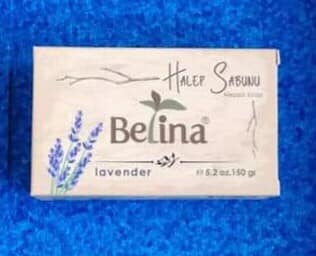 HALEP SABUNU
Belina®
lavender ℮ 5.2 oz.150 gr